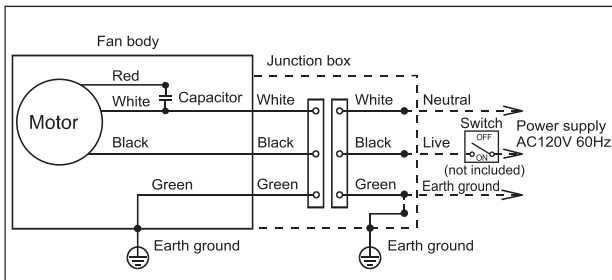 Fan body
Junction box
Red
White
Capacitor
White
White
Neutral
Motor
Switch
OFF
ON
Power supply
AC120V 60Hz
Black
Black
Black
Live
(not included)
Green
Green
Green
Earth ground
Earth ground
Earth ground